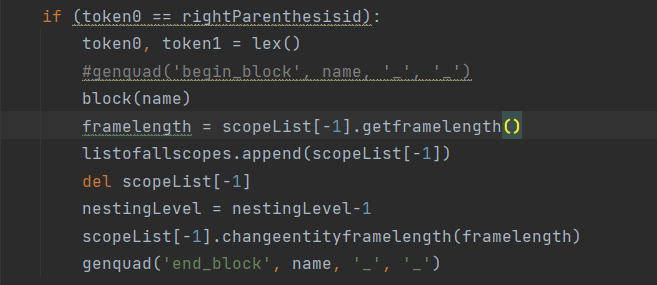 if (token0 == rightParenthesisid):
token0, token1 = lex()
#genquad('begin_block', name, '_', '_')
block(name)
framelength = scopeList[-1].getframelength()
listofallscopes.append(scopeList[-1])
del scopeList[-1]
nestingLevel = nestingLevel-1
scopeList[-1].changeentityframelength(framelength)
genquad('end_block', name, '_', '_')